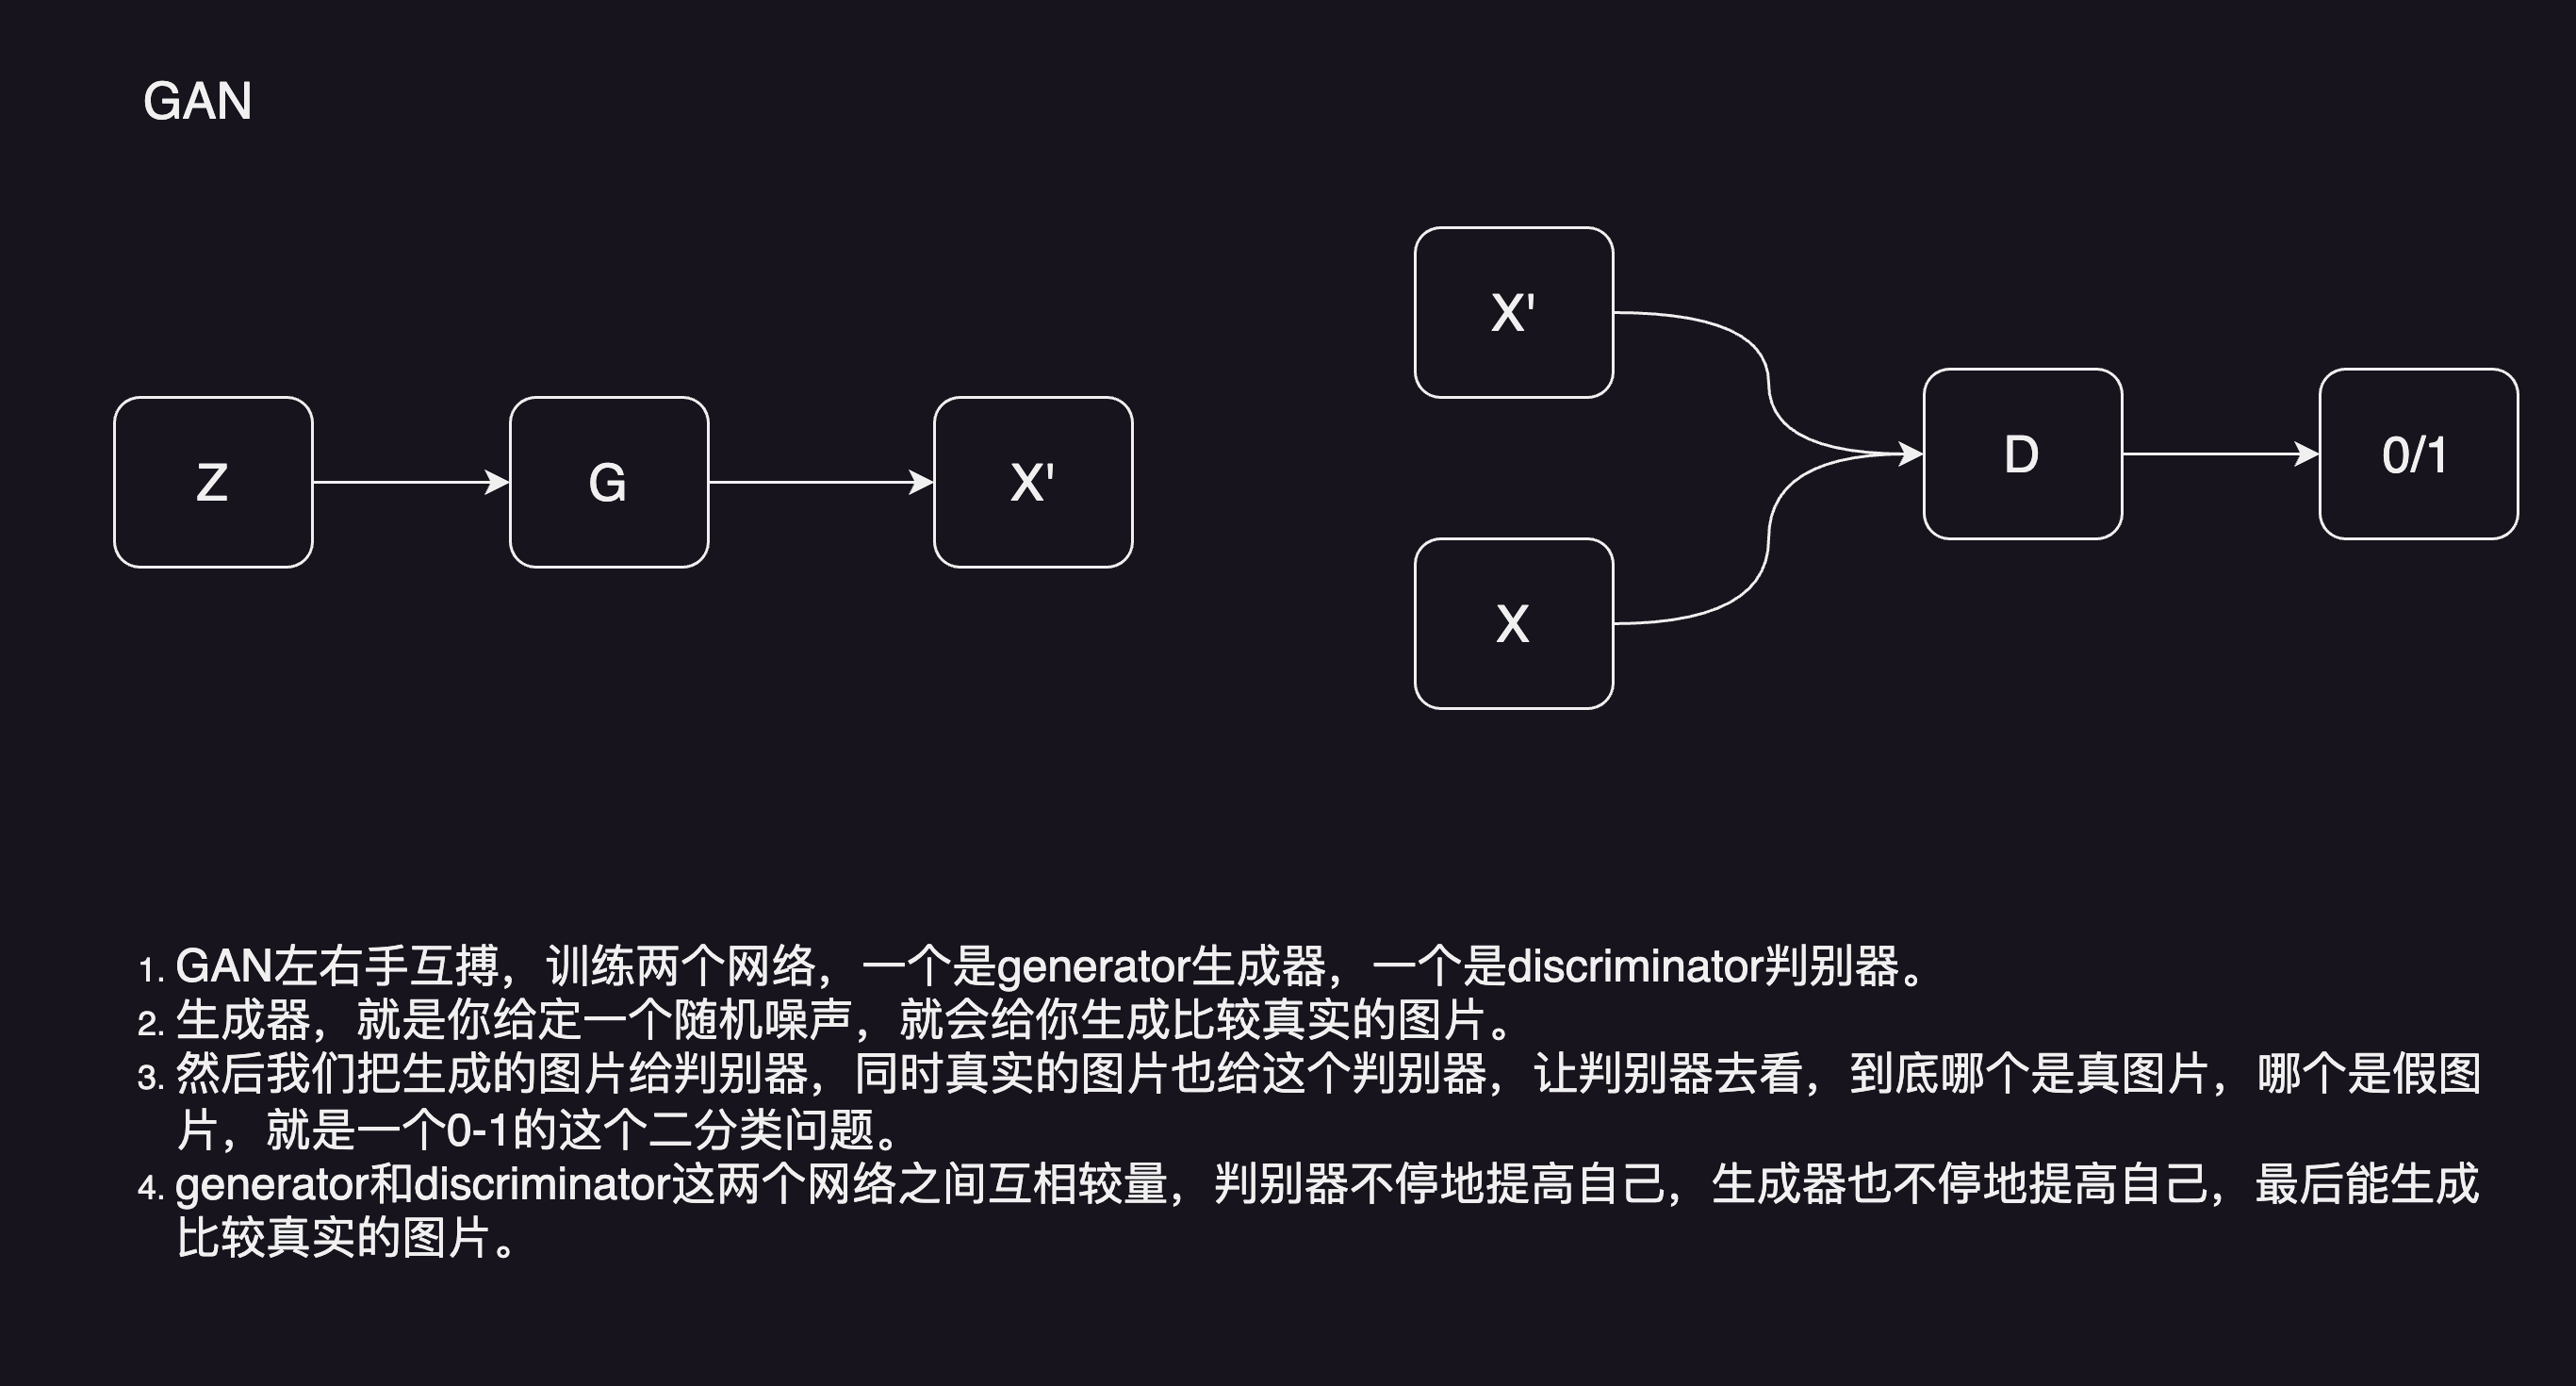 GAN
X'
Z
G
X'
D
0/1
X
1. GAN左右手互搏，训练两个网络，一个是generator生成器，一个是discriminator判别器。
2. 生成器，就是你给定一个随机噪声，就会给你生成比较真实的图片。
3. 然后我们把生成的图片给判别器，同时真实的图片也给这个判别器，让判别器去看，到底哪个是真图片，哪个是假图
片，就是一个0-1的这个二分类问题。
4. generator和discriminator这两个网络之间互相较量，判别器不停地提高自己，生成器也不停地提高自己，最后能生成
比较真实的图片。